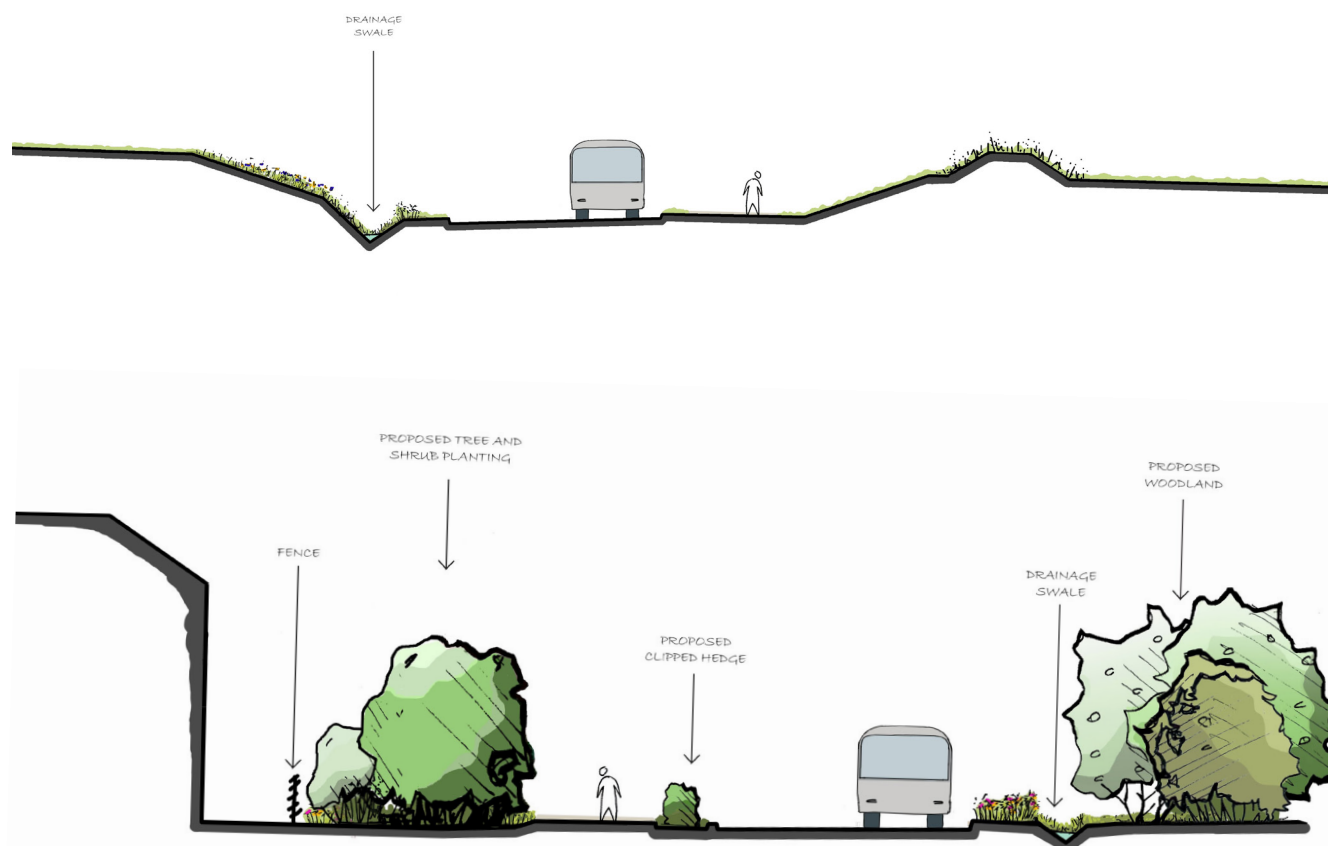 DRAINAGE
SWALE
PROPOSED TREE AND
SHRUB PLANTING
PROPOSED
WOODLAND
FENCE
DRAINAGE
SWALE
PROPOSED
CLIPPED HEDGE